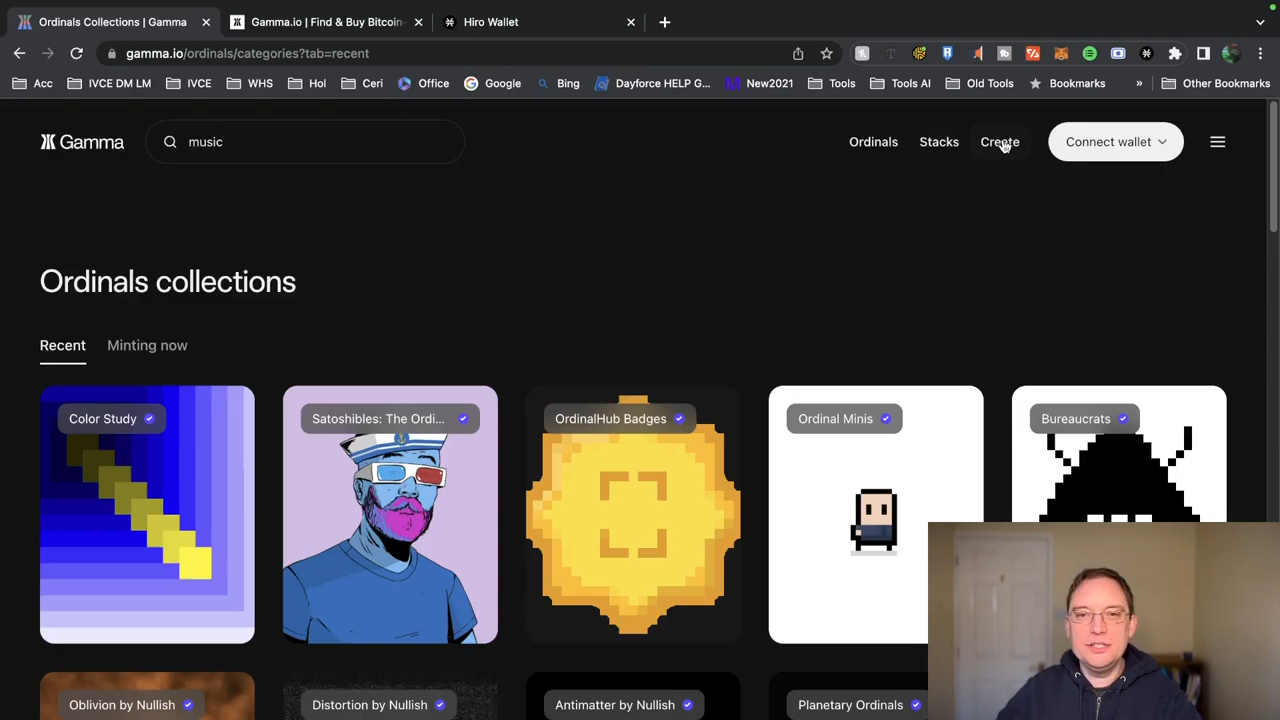 Ordinals Collections | Gamma
Gamma.io | Find & Buy Bitcoin
Hiro Wallet
gamma.io/ordinals/categories?tab=recent
Acc
IVCE DM LM
IVCE
WHS
Hol
Ceri
Office
Google
Bing
Dayforce HELP G...
New2021
Tools
Tools AI
Old Tools
Bookmarks
»
Other Bookmarks
Gamma
music
Ordinals
Stacks
Create
Connect wallet
Ordinals collections
Recent
Minting now
Color Study
Satoshibles: The Ordi...
OrdinalHub Badges
Ordinal Minis
Bureaucrats
Oblivion by Nullish
Distortion by Nullish
Antimatter by Nullish
Planetary Ordinals